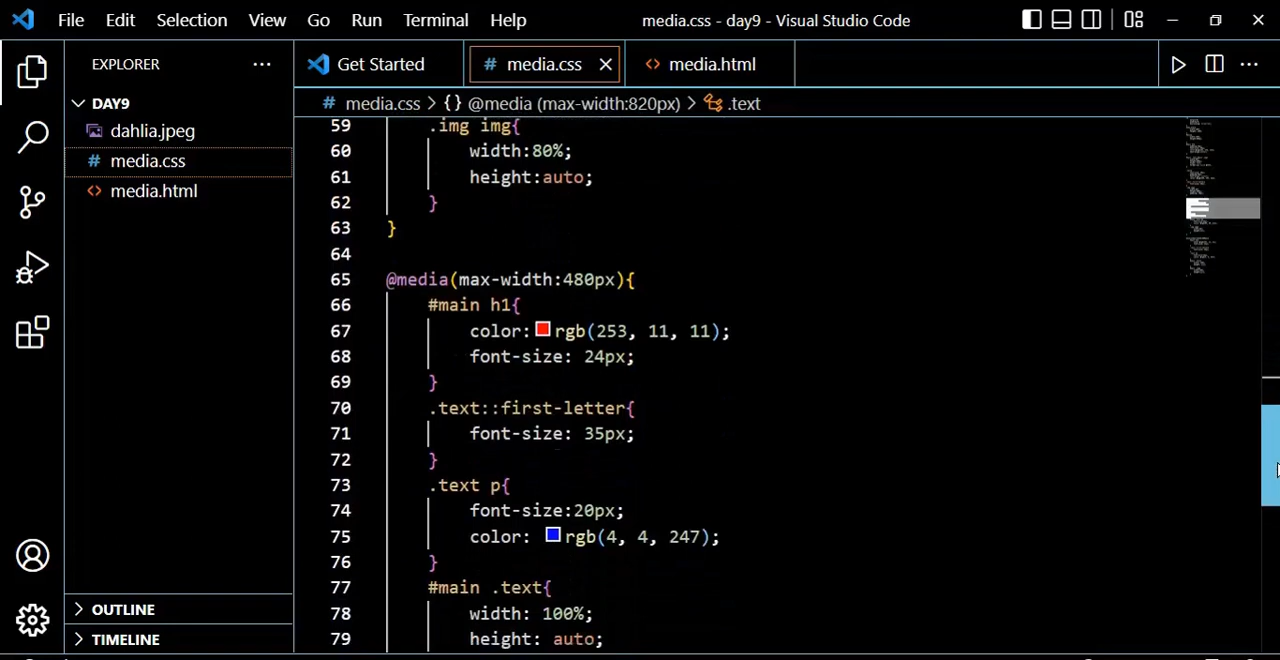 File Edit Selection View Go Run Terminal Help media.css - day9 - Visual Studio Code
EXPLORER ...
Get Started # media.css media.html
DAY9
dahlia.jpeg
# media.css
media.html
# media.css > {} @media (max-width:820px) > .text
59 .img img{
60 width:80%;
61 height:auto;
62 }
63 }
64
65 @media(max-width:480px){
66 #main h1{
67 color: rgb(253, 11, 11);
68 font-size: 24px;
69 }
70 .text::first-letter{
71 font-size: 35px;
72 }
73 .text p{
74 font-size:20px;
75 color: rgb(4, 4, 247);
76 }
77 #main .text{
78 width: 100%;
79 height: auto;
OUTLINE
TIMELINE